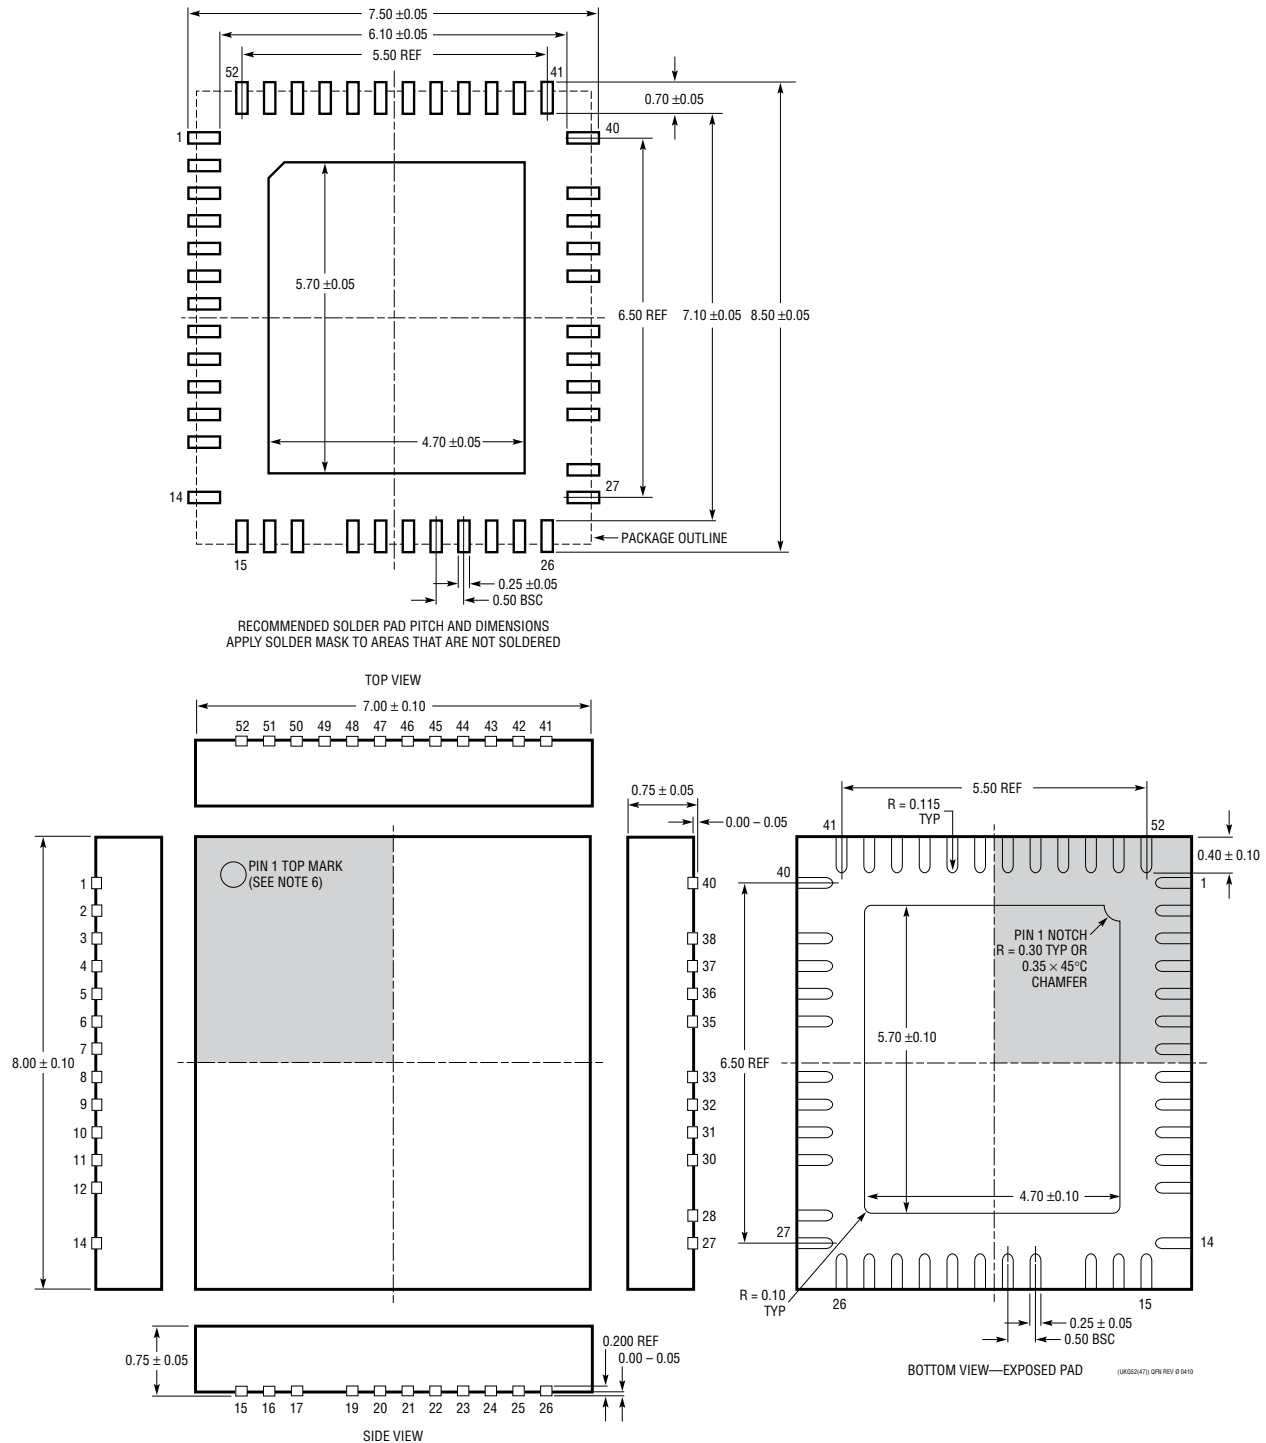 7.50 ±0.05
6.10 ±0.05
5.50 REF
52
41
0.70 ±0.05
1
40
5.70 ±0.05
6.50 REF
7.10 ±0.05
8.50 ±0.05
4.70 ±0.05
14
27
PACKAGE OUTLINE
15
26
0.25 ±0.05
0.50 BSC
RECOMMENDED SOLDER PAD PITCH AND DIMENSIONS
APPLY SOLDER MASK TO AREAS THAT ARE NOT SOLDERED
TOP VIEW
7.00 ± 0.10
52 51 50 49 48 47 46 45 44 43 42 41
PIN 1 TOP MARK
(SEE NOTE 6)
8.00 ± 0.10
1
2
3
4
5
6
7
8
9
10
11
12
14
0.75 ± 0.05
0.00 – 0.05
40
38
37
36
35
33
32
31
30
28
27
0.75 ± 0.05
0.200 REF
0.00 – 0.05
15 16 17 19 20 21 22 23 24 25 26
SIDE VIEW
5.50 REF
R = 0.115
TYP
41
52
0.40 ± 0.10
40
1
PIN 1 NOTCH
R = 0.30 TYP OR
0.35 × 45°C
CHAMFER
5.70 ±0.10
6.50 REF
4.70 ±0.10
27
14
R = 0.10
TYP
26
15
0.25 ± 0.05
0.50 BSC
BOTTOM VIEW—EXPOSED PAD
(UKG52(47)) QFN REV Ø 0410